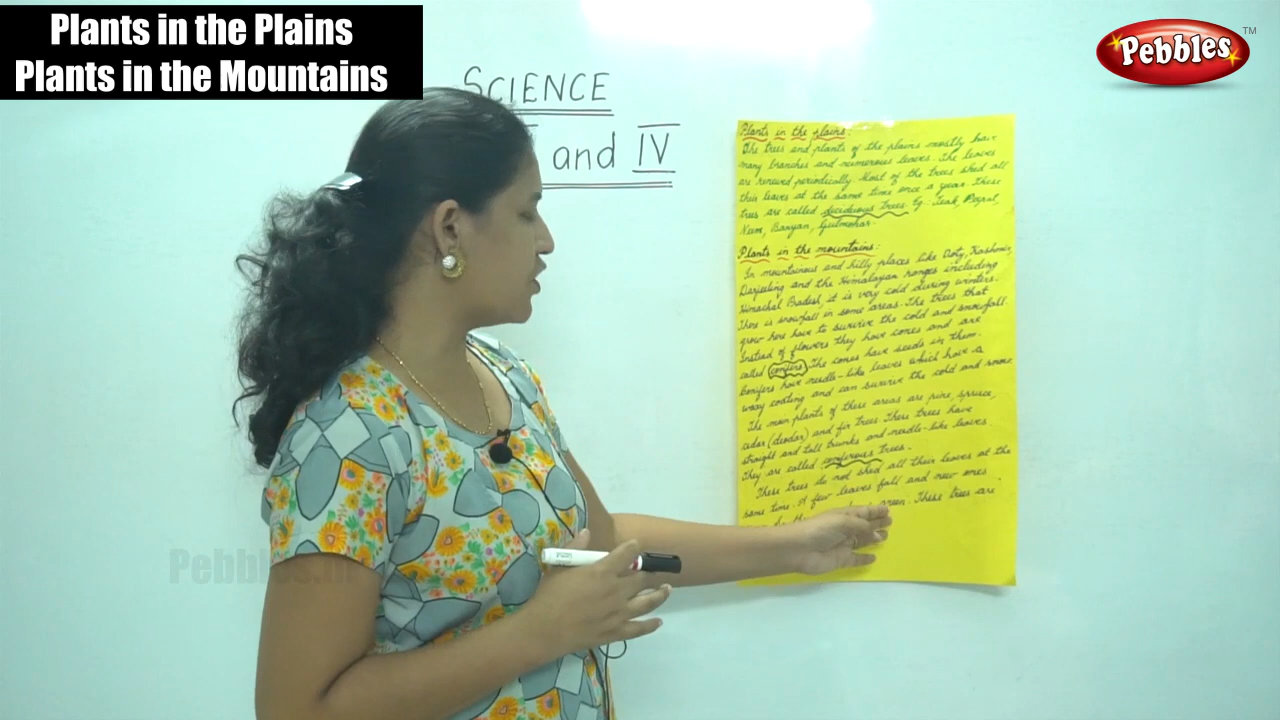 Plants in the Plains
Plants in the Mountains
Pebbles
TM
SCIENCE
and IV
Plants in the plains:
The trees and plants of the plains mostly have
many branches and numerous leaves. The leaves
are renewed periodically. Most of the trees shed all
their leaves at the same time once a year. These
trees are called deciduous trees. Eg: Teak, Pepal,
Neem, Banyan, Gulmohar.
Plants in the mountains:
In mountainous and hilly places like Ooty, Kashmir,
Darjeeling and the Himalayan ranges including
Himachal Pradesh, it is very cold during winters.
There is snowfall in some areas. The trees that
grow here have to survive the cold and snowfall.
Instead of flowers they have cones and are
called conifers. The cones have seeds in them.
Conifers have needle-like leaves which have a
waxy coating and can survive the cold and snow.
The main plants of these areas are pine, spruce,
cedar (deodar) and fir trees. These trees have
straight and tall trunks and needle-like leaves.
They are called coniferous trees.
These trees do not shed all their leaves at the
same time. A few leaves fall and new ones
green. These trees are
Pebbles.in